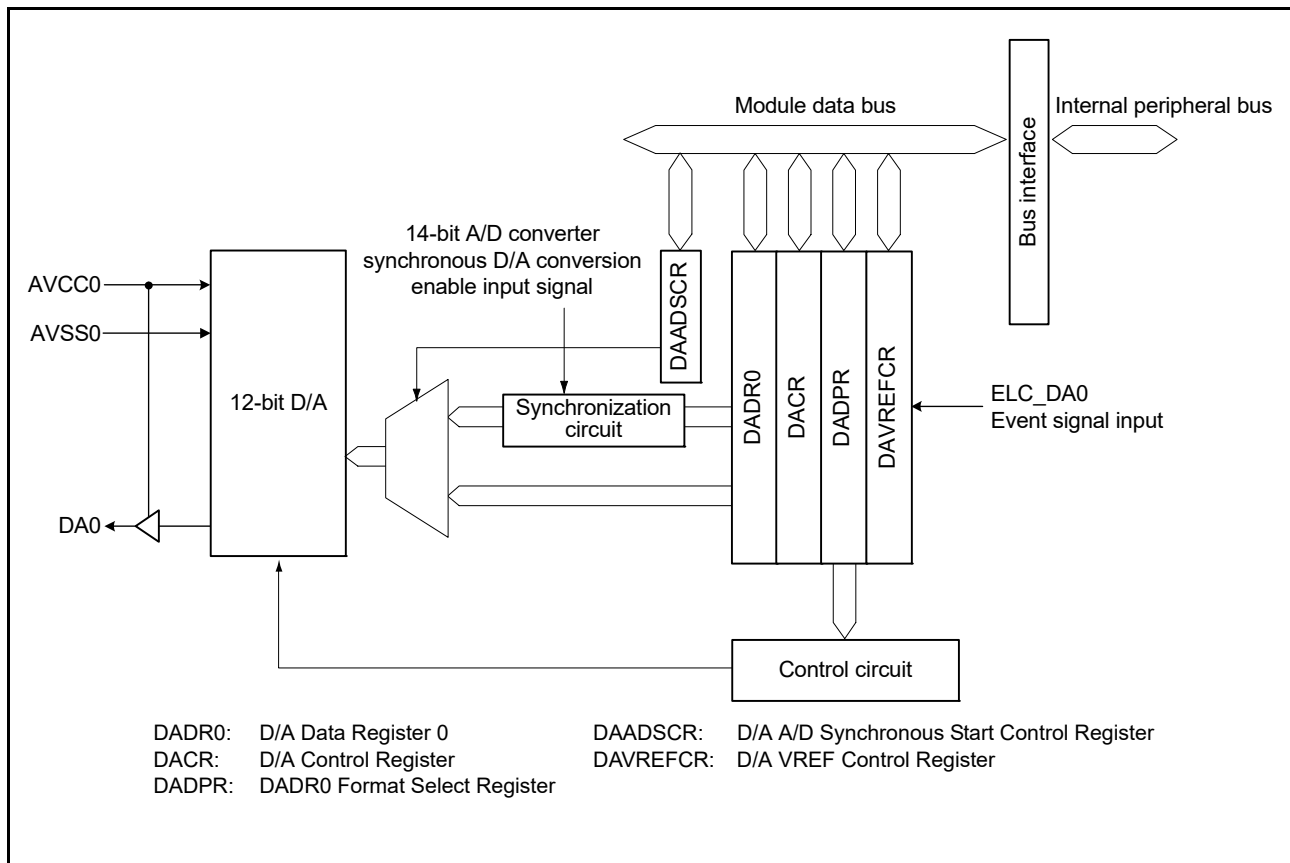 Module data bus
Internal peripheral bus
Bus interface
14-bit A/D converter
synchronous D/A conversion
enable input signal
AVCC0
AVSS0
12-bit D/A
DA0
DAADSCR
Synchronization
circuit
DADR0
DACR
DADPR
DAVREFCR
ELC_DA0
Event signal input
Control circuit
DADR0: D/A Data Register 0
DACR: D/A Control Register
DADPR: DADR0 Format Select Register
DAADSCR: D/A A/D Synchronous Start Control Register
DAVREFCR: D/A VREF Control Register